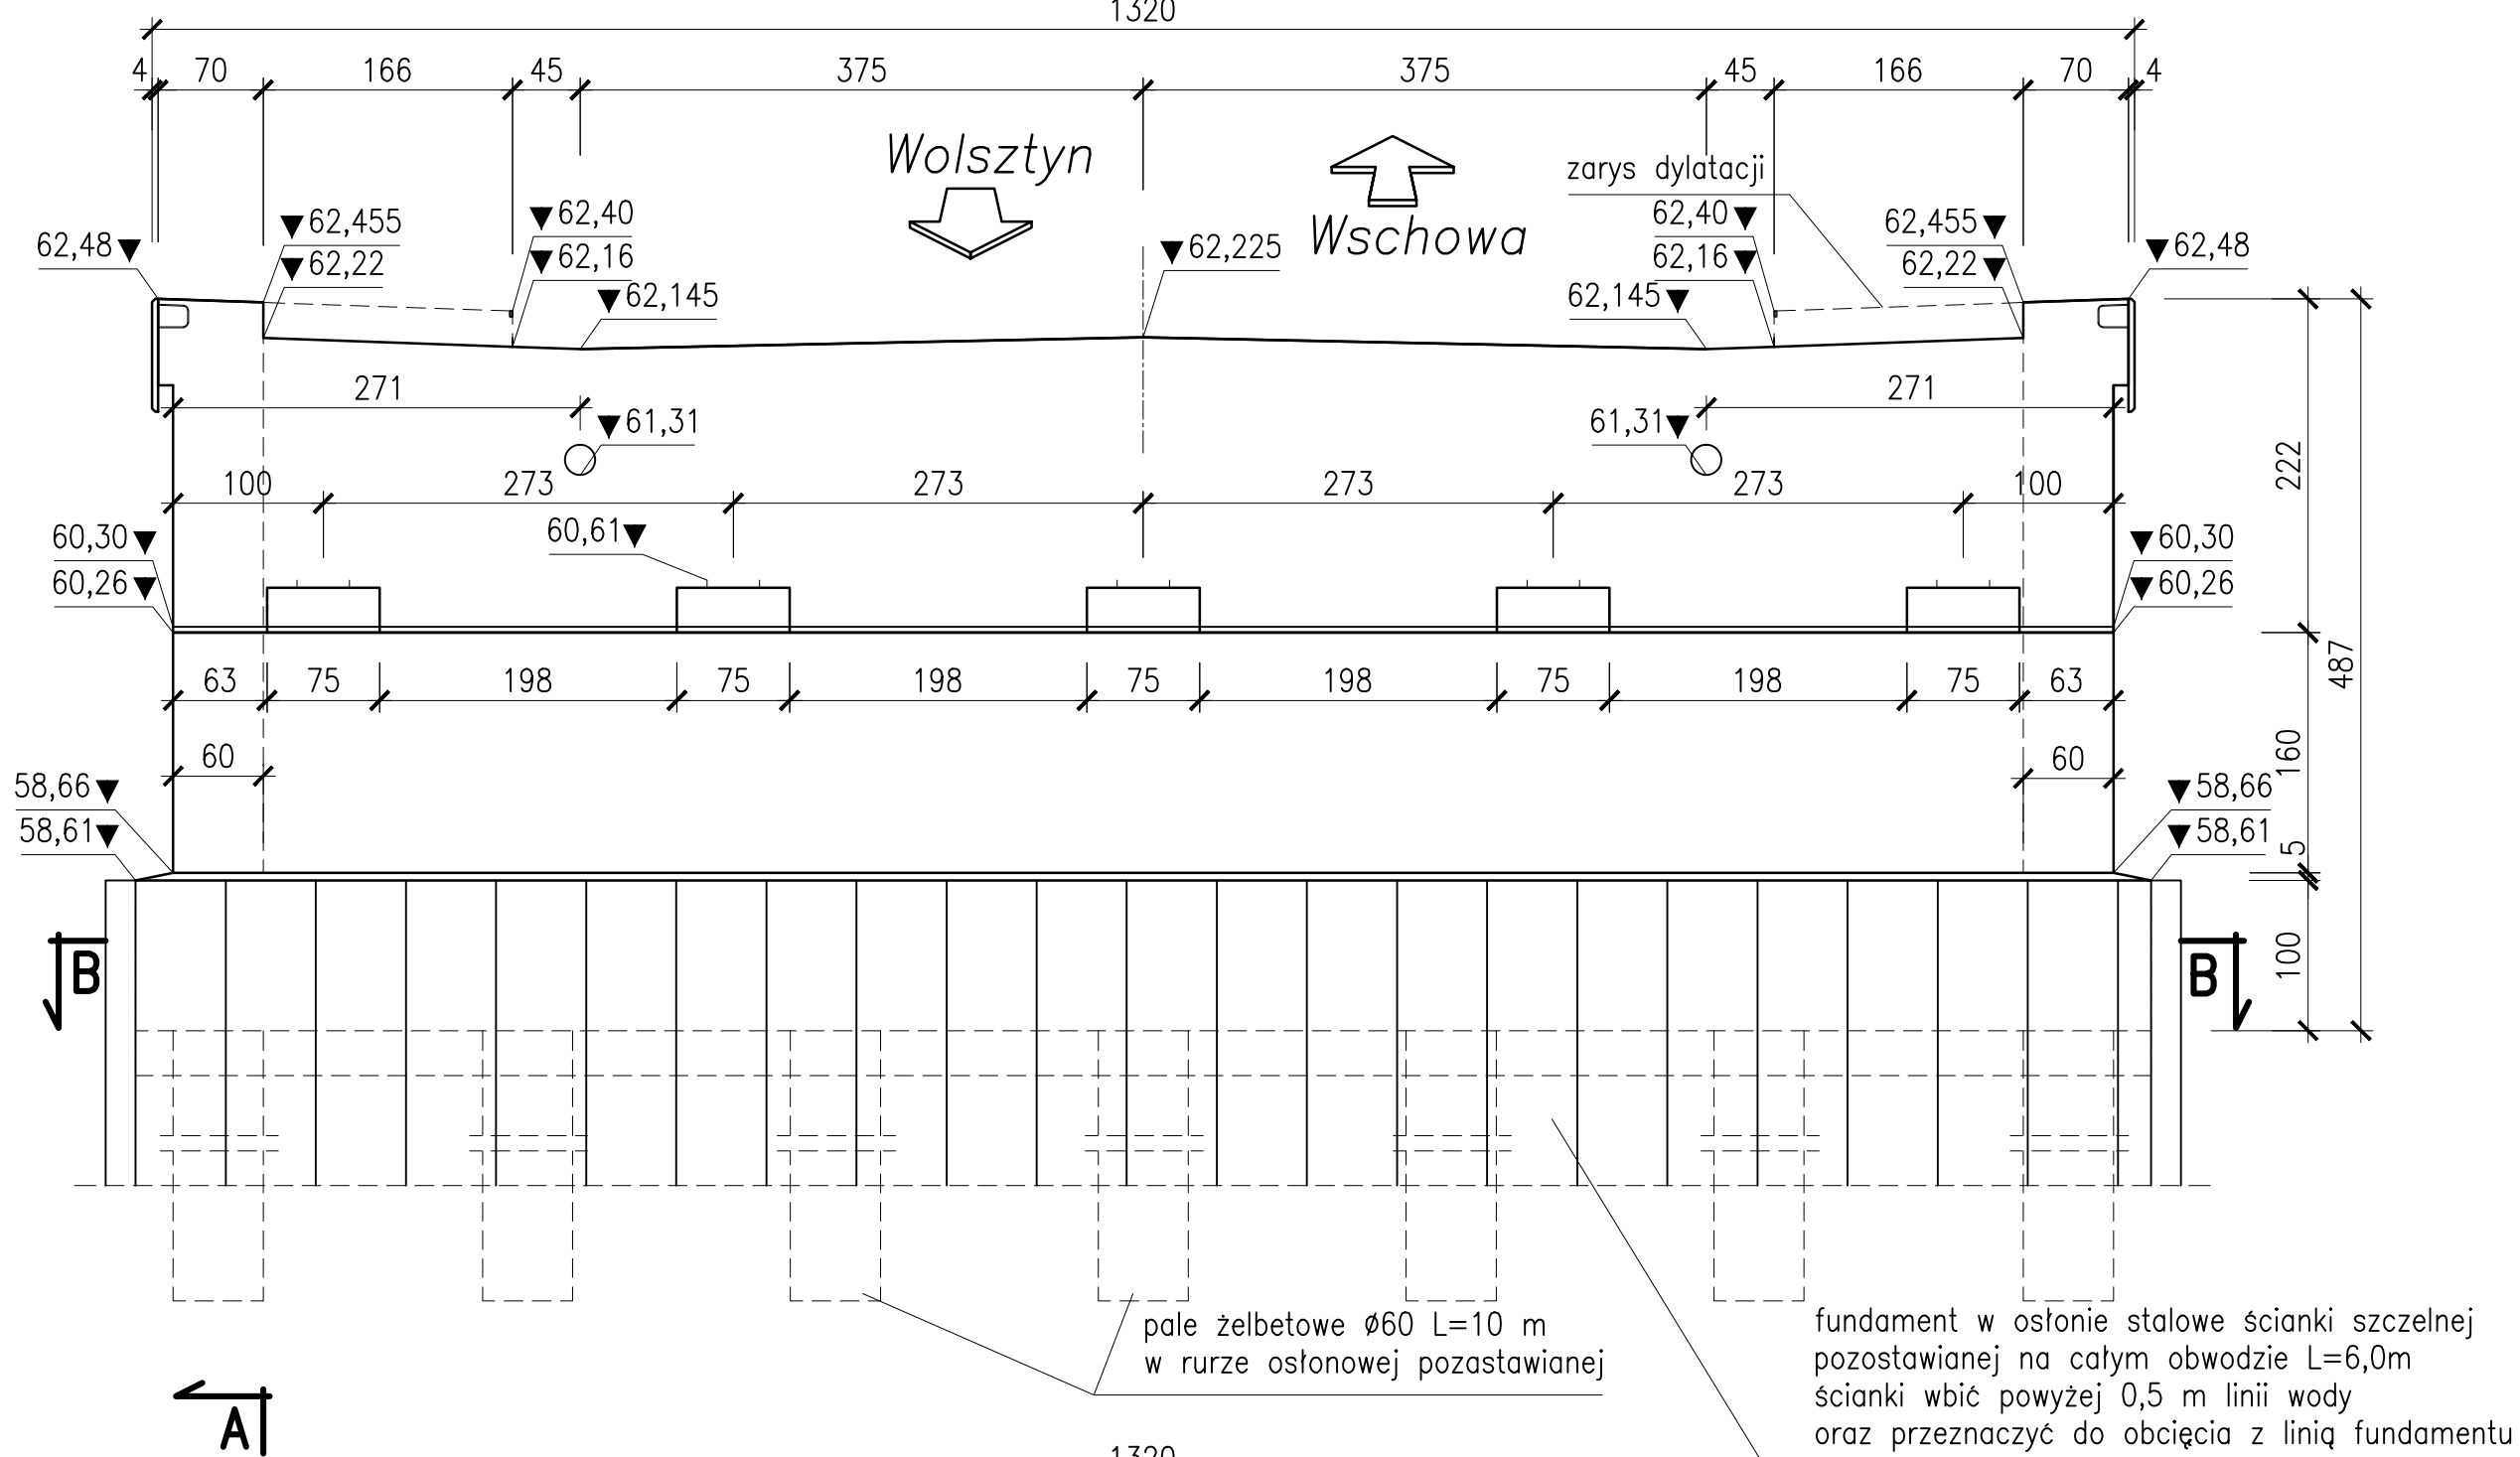 1320
4 70 166 45 375 375 45 166 70 4
Wolsztyn
zarys dylatacji
62,455 62,40 62,40 62,455
62,48 Wschowa 62,48
62,22 62,16 62,225 62,16 62,22
62,145 62,145
271 271
61,31 61,31
222
100 273 273 273 273 100
60,30 60,61 60,30
60,26 60,26
487
63 75 198 75 198 75 198 75 198 75 63
60 60 160
58,66 58,66
58,61 58,61
5
B B 100
pale żelbetowe ø60 L=10 m
w rurze osłonowej pozastawianej
fundament w osłonie stalowe ścianki szczelnej
pozostawianej na całym obwodzie L=6,0m
ścianki wbić powyżej 0,5 m linii wody
oraz przeznaczyć do obcięcia z linią fundamentu
A
1320